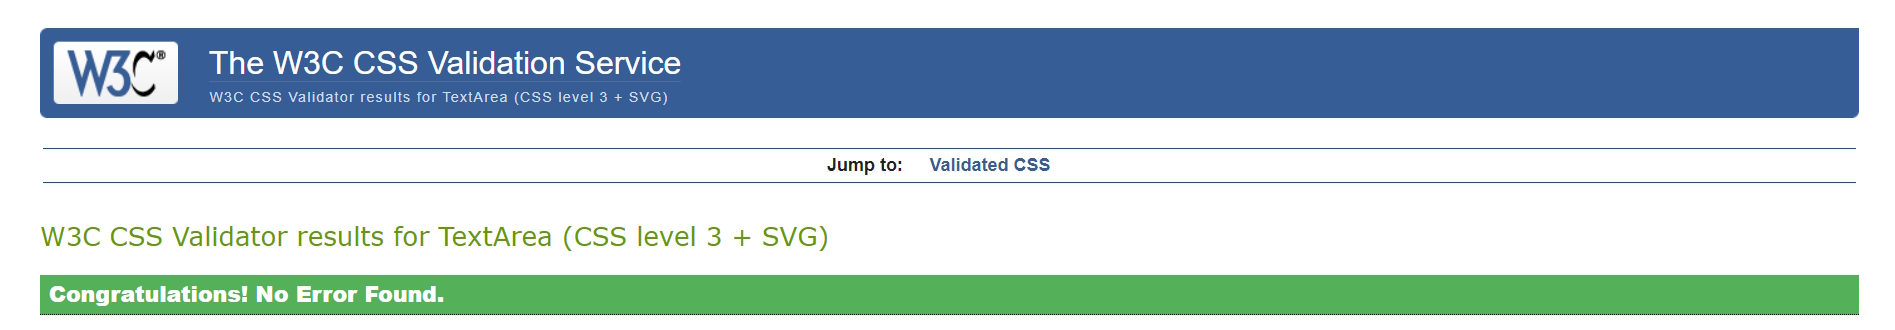 W3C®
The W3C CSS Validation Service
W3C CSS Validator results for TextArea (CSS level 3 + SVG)
Jump to: Validated CSS
W3C CSS Validator results for TextArea (CSS level 3 + SVG)
Congratulations! No Error Found.